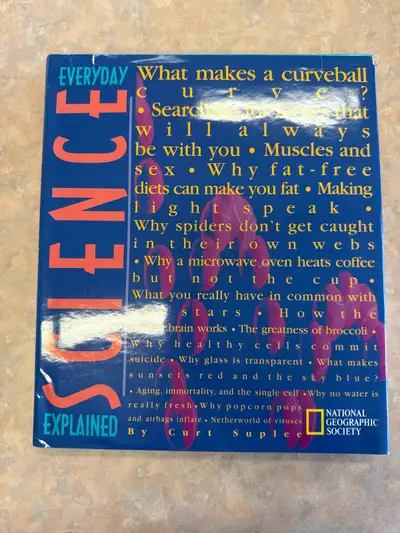 EVERYDAY
SCIENCE
EXPLAINED
What makes a curveball
curve?
• that
will always
be with you • Muscles and
sex • Why fat-free
diets can make you fat • Making
light speak •
Why spiders don't get caught
in their own webs
• Why a microwave oven heats coffee
but not the cup •
What you really have in common with
stars • How the
brain works • The greatness of broccoli •
Why healthy cells commit
suicide • Why glass is transparent • What makes
sunsets red and the sky blue?
• Aging, immortality, and the single cell • Why no water is
really fresh • Why popcorn pops
and airbags inflate • Netherworld of viruses
By Curt Suplee
NATIONAL
GEOGRAPHIC
SOCIETY